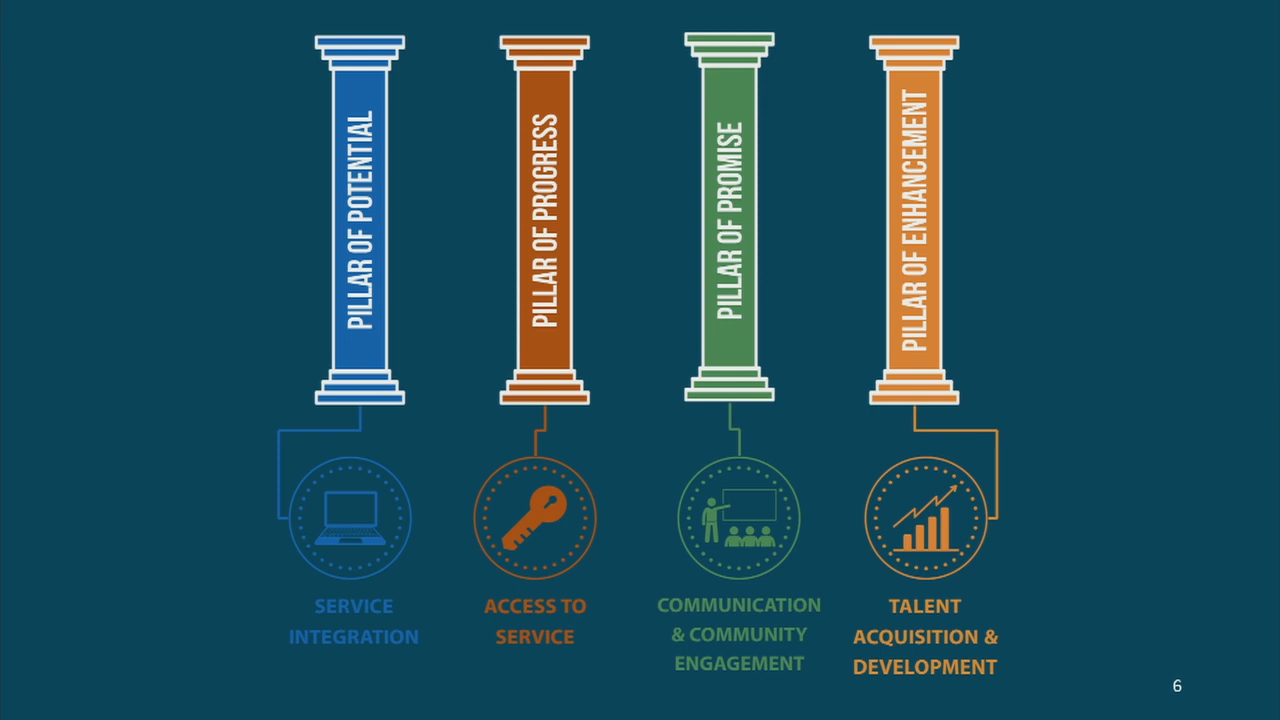 PILLAR OF POTENTIAL
PILLAR OF PROGRESS
PILLAR OF PROMISE
PILLAR OF ENHANCEMENT
SERVICE
INTEGRATION
ACCESS TO
SERVICE
COMMUNICATION
& COMMUNITY
ENGAGEMENT
TALENT
ACQUISITION &
DEVELOPMENT
6